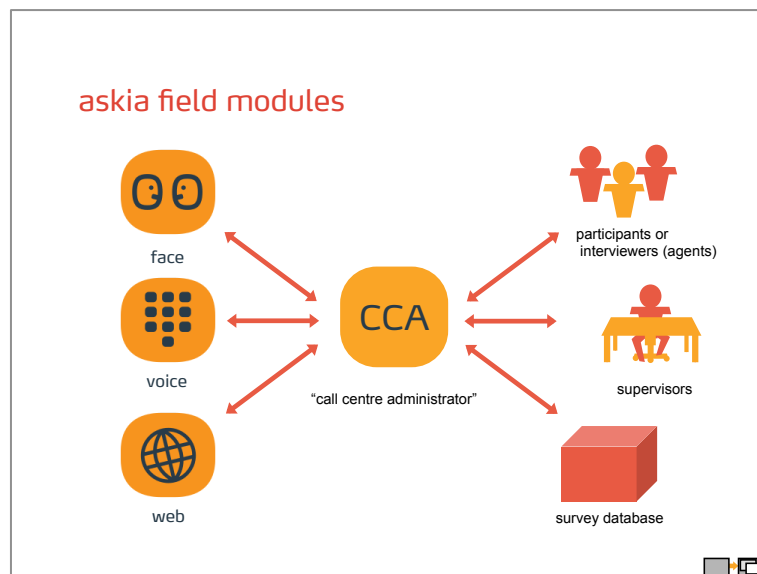 askia field modules
face
voice
web
CCA
“call centre administrator”
participants or
interviewers (agents)
supervisors
survey database